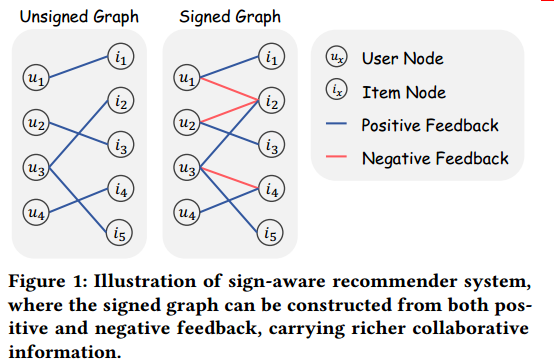 Unsigned Graph
Signed Graph
u1
u2
u3
u4
i1
i2
i3
i4
i5
u1
u2
u3
u4
i1
i2
i3
i4
i5
ux User Node
ix Item Node
Positive Feedback
Negative Feedback
Figure 1: Illustration of sign-aware recommender system,
where the signed graph can be constructed from both pos-
itive and negative feedback, carrying richer collaborative
information.